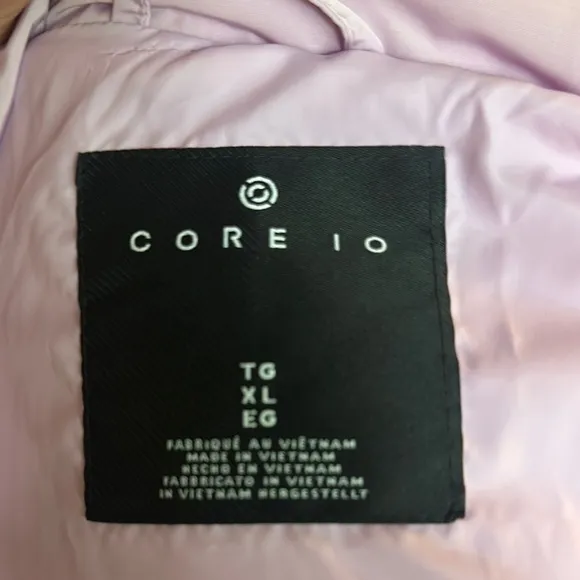 CORE 10
TG
XL
EG
FABRIQUÉ AU VIÊTNAM
MADE IN VIETNAM
HECHO EN VIETNAM
FABBRICATO IN VIETNAM
IN VIETNAM HERGESTELLT